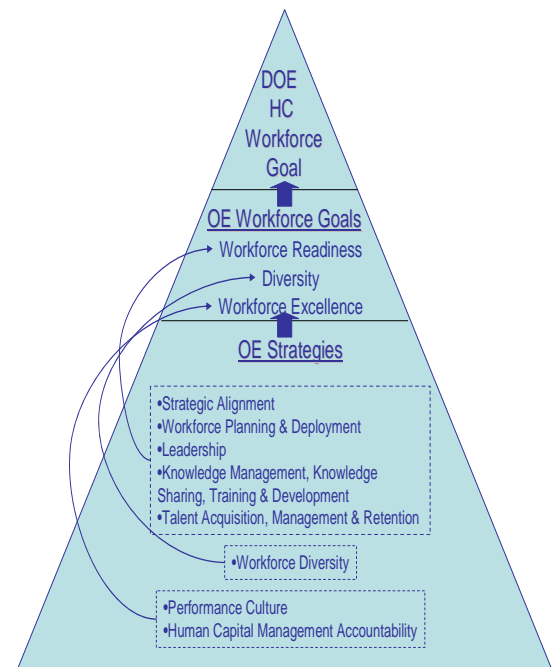 DOE
HC
Workforce
Goal
OE Workforce Goals
Workforce Readiness
Diversity
Workforce Excellence
OE Strategies
•Strategic Alignment
•Workforce Planning & Deployment
•Leadership
•Knowledge Management, Knowledge
Sharing, Training & Development
•Talent Acquisition, Management & Retention
•Workforce Diversity
•Performance Culture
•Human Capital Management Accountability